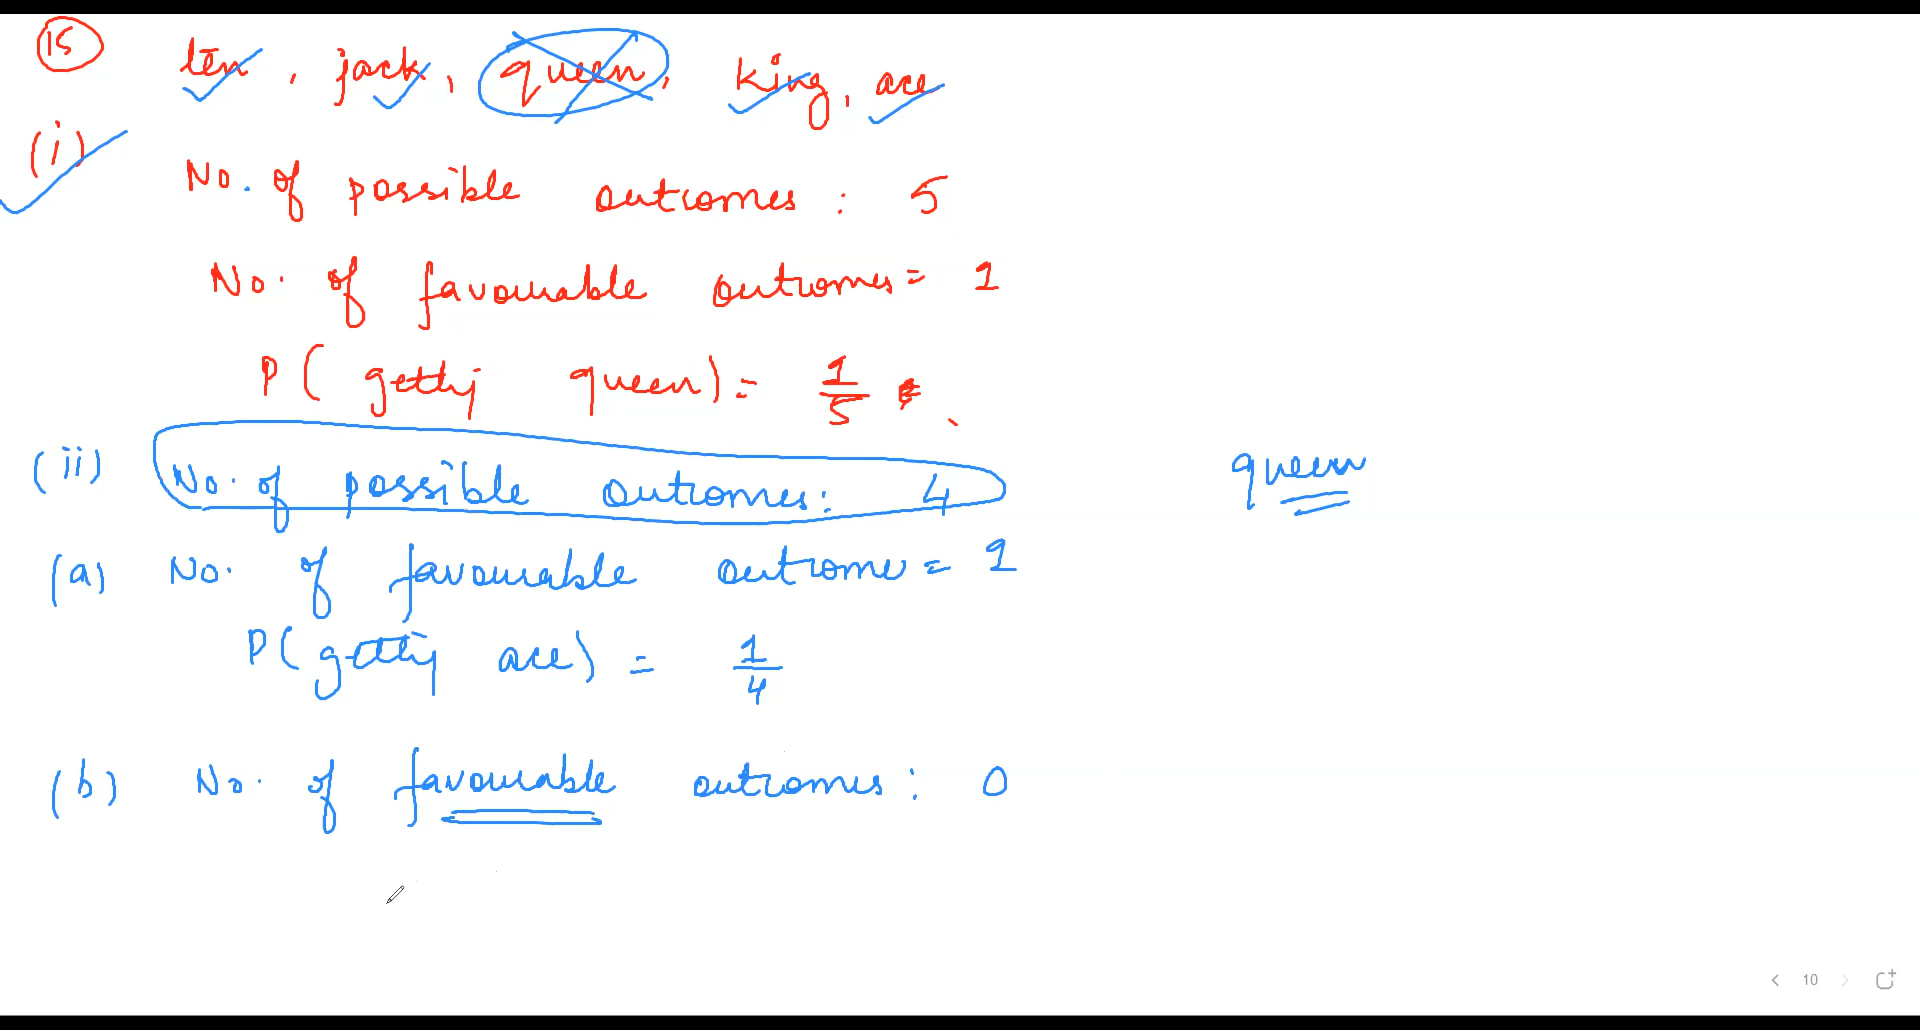 15 ten, jack, queen, king, ace
(i)
No. of possible outcomes: 5
No. of favourable outcomes = 1
P( getting queen) = 1/5
(ii) No. of possible outcomes: 4 queen
(a) No. of favourable outcome = 1
P( getting ace) = 1/4
(b) No. of favourable outcomes: 0
10